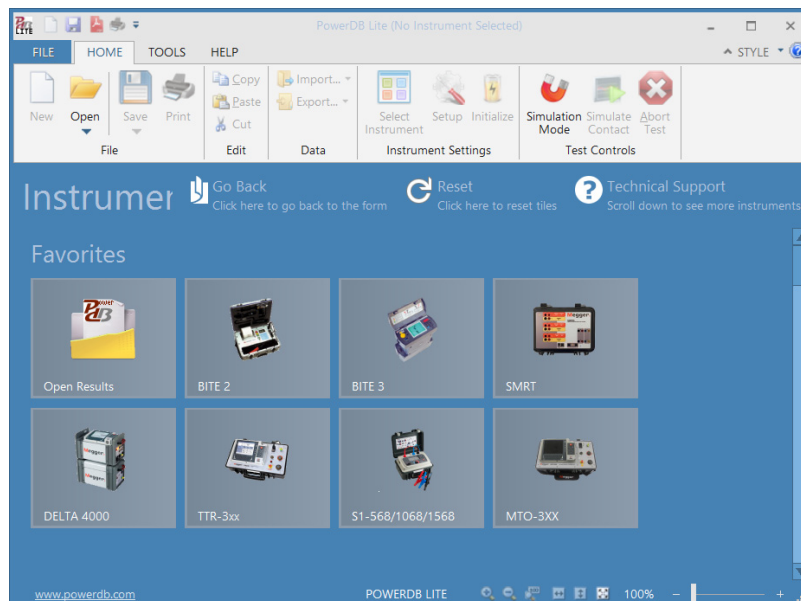 PowerDB Lite (No Instrument Selected)
FILE HOME TOOLS HELP STYLE
New Open Save Print
Copy
Paste
Cut
Import...
Export...
Select Instrument Setup Initialize
Simulation Mode Simulate Contact Abort Test
File Edit Data Instrument Settings Test Controls
Instrumer
Go Back
Click here to go back to the form
Reset
Click here to reset tiles
Technical Support
Scroll down to see more instruments
Favorites
Open Results BITE 2 BITE 3 SMRT
DELTA 4000 TTR-3xx S1-568/1068/1568 MTO-3XX
www.powerdb.com POWERDB LITE 100%